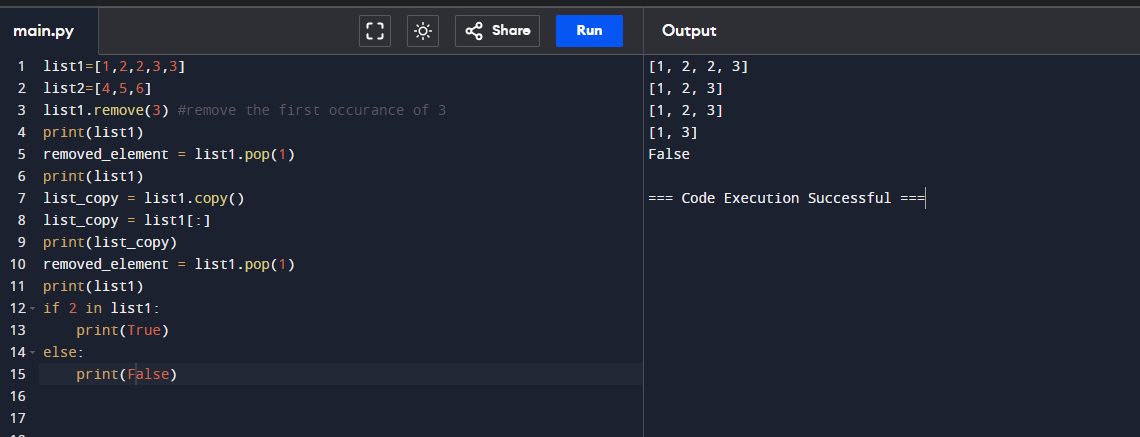 main.py Share Run Output
1 list1=[1,2,2,3,3]
2 list2=[4,5,6]
3 list1.remove(3) #remove the first occurance of 3
4 print(list1)
5 removed_element = list1.pop(1)
6 print(list1)
7 list_copy = list1.copy()
8 list_copy = list1[:]
9 print(list_copy)
10 removed_element = list1.pop(1)
11 print(list1)
12 if 2 in list1:
13     print(True)
14 else:
15     print(False)
16
17
[1, 2, 2, 3]
[1, 2, 3]
[1, 2, 3]
[1, 3]
False
=== Code Execution Successful ===